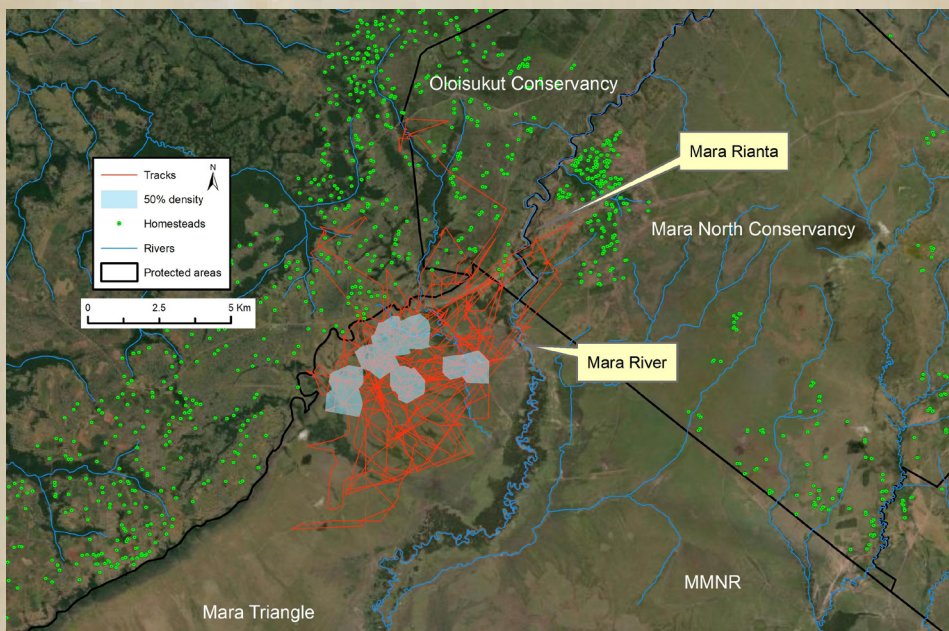 Oloisukut Conservancy
Mara Rianta
N
Tracks
50% density
Homesteads
Rivers
Protected areas
Mara North Conservancy
0 2.5 5 Km
Mara River
MMNR
Mara Triangle